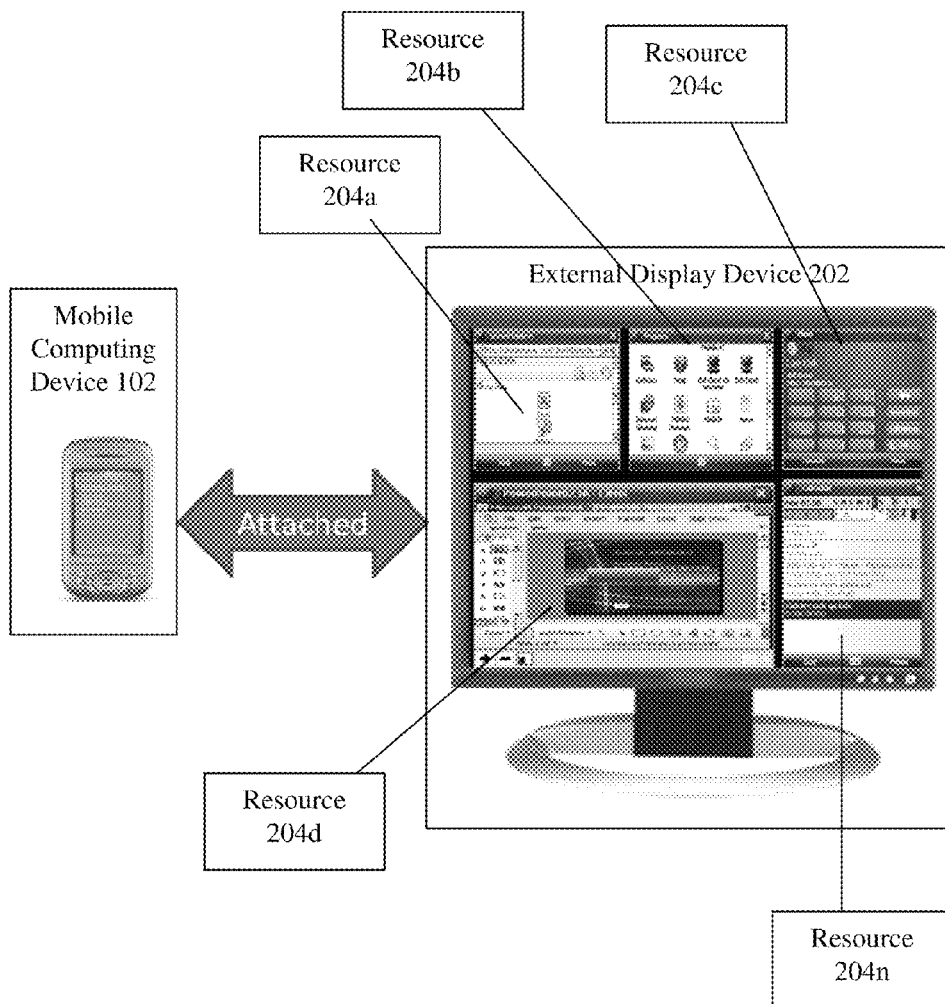 Resource
204b
Resource
204c
Resource
204a
External Display Device 202
Mobile
Computing
Device 102
Attached
Resource
204d
Resource
204n